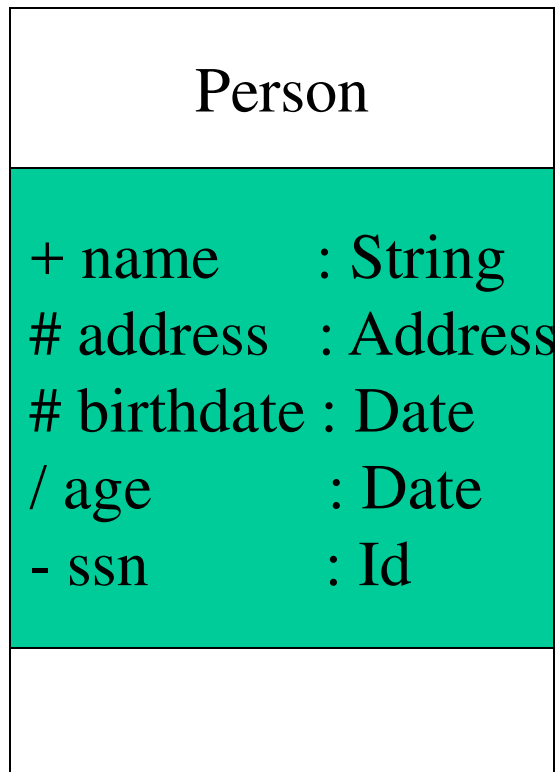 Person
+ name : String
# address : Address
# birthdate : Date
/ age : Date
- ssn : Id